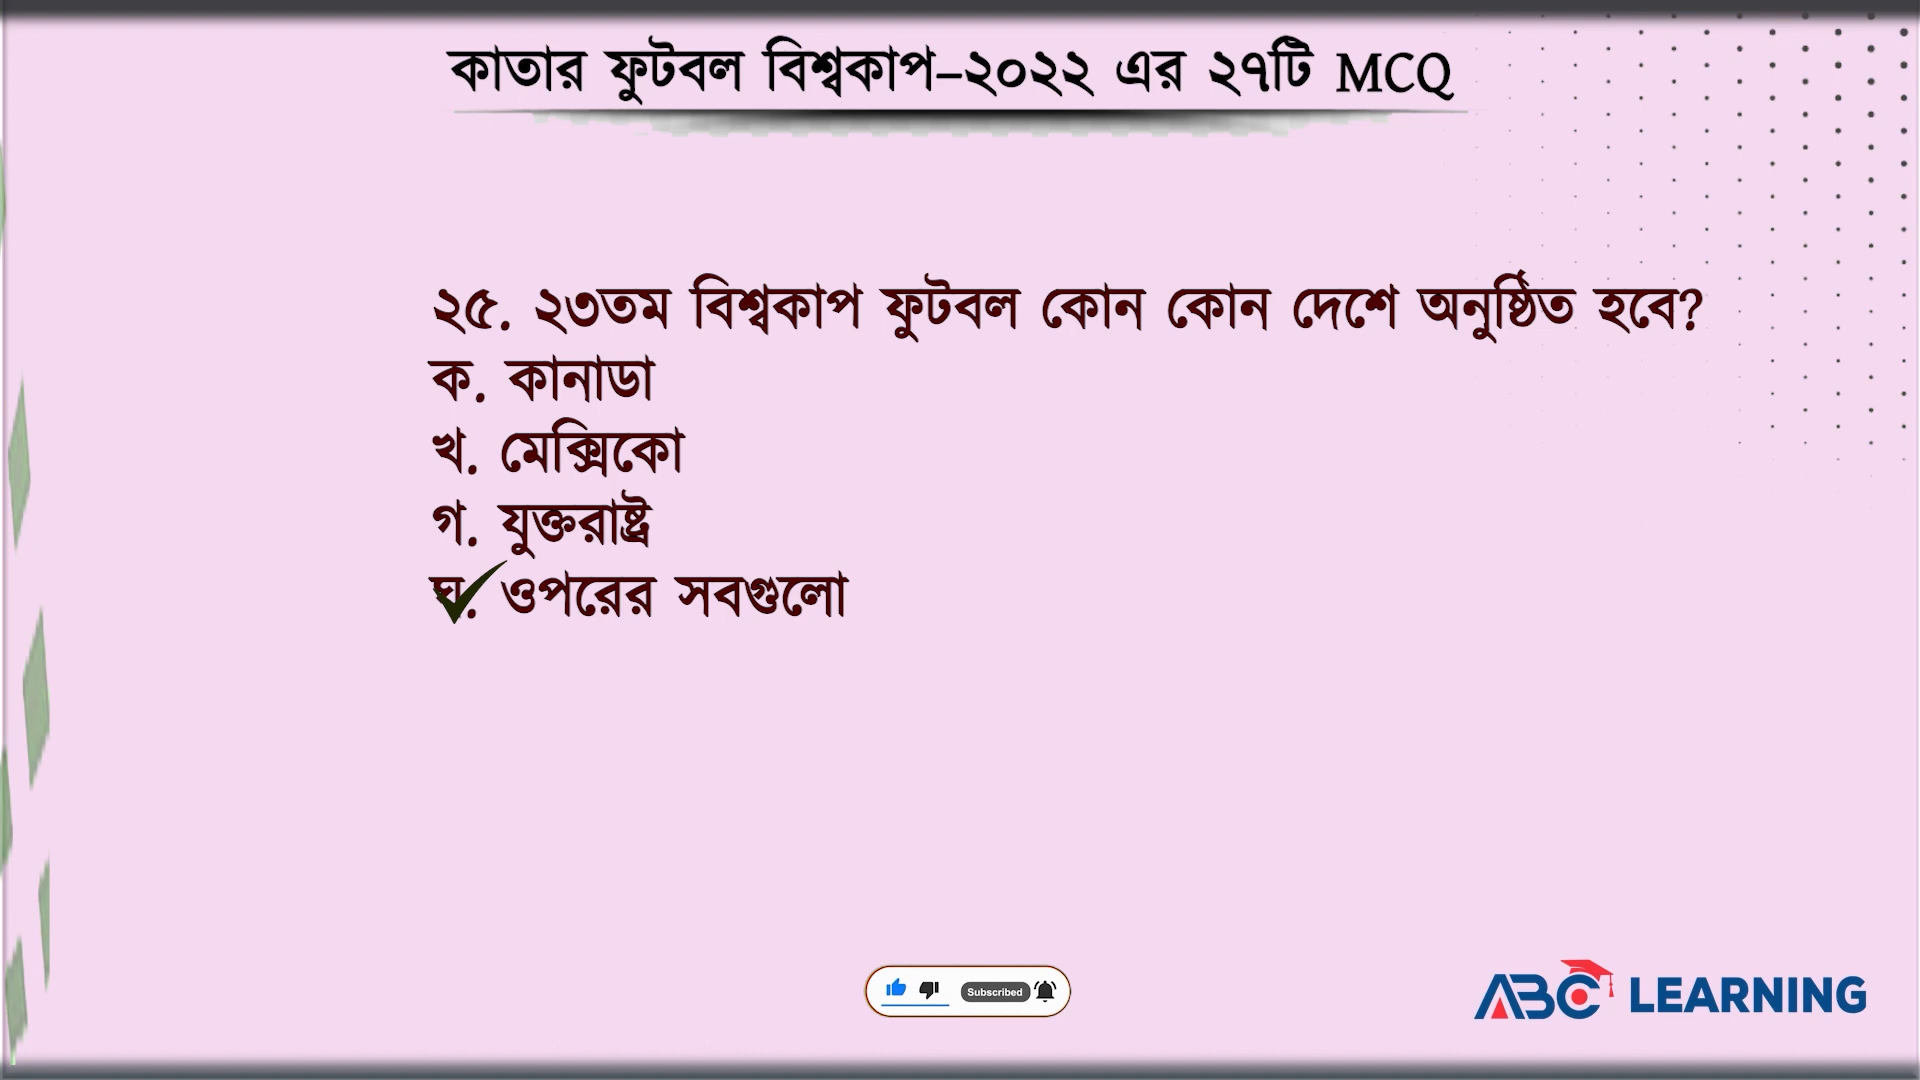 কাতার ফুটবল বিশ্বকাপ–২০২২ এর ২৭টি MCQ
২৫. ২৩তম বিশ্বকাপ ফুটবল কোন কোন দেশে অনুষ্ঠিত হবে?
ক. কানাডা
খ. মেক্সিকো
গ. যুক্তরাষ্ট্র
ঘ. ওপরের সবগুলো
Subscribed
ABC LEARNING